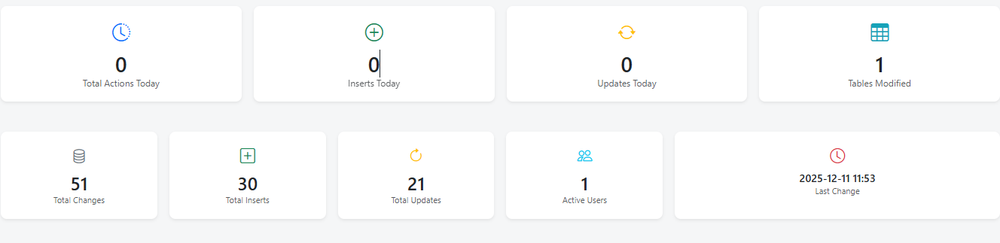 0
Total Actions Today
0
Inserts Today
0
Updates Today
1
Tables Modified
51
Total Changes
30
Total Inserts
21
Total Updates
1
Active Users
2025-12-11 11:53
Last Change